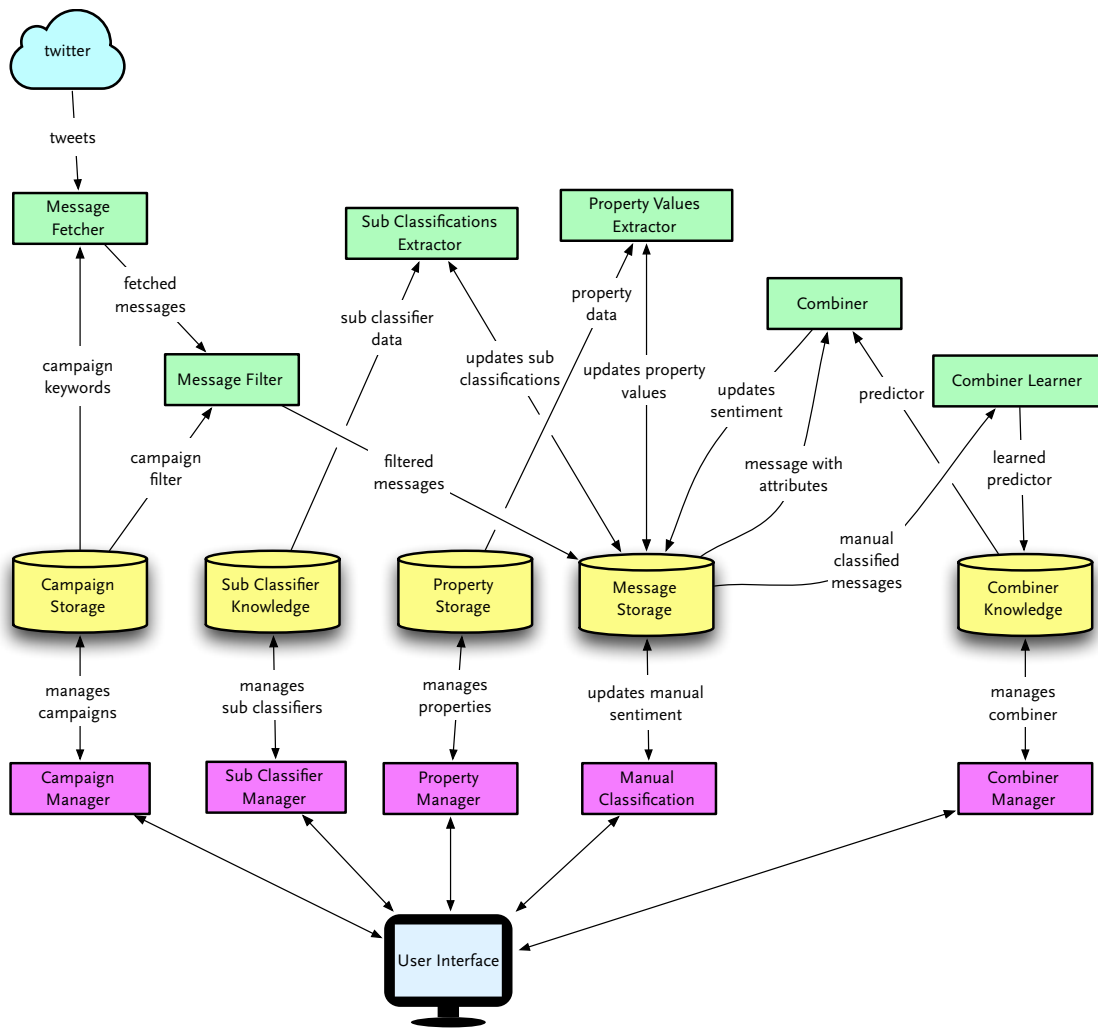 twitter
tweets
Message
Fetcher
Sub Classifications
Extractor
Property Values
Extractor
fetched
messages
sub classifier
data
property
data
Combiner
campaign
keywords
Message Filter
updates sub
classifications
updates property
values
updates
sentiment
predictor
Combiner Learner
campaign
filter
filtered
messages
message with
attributes
learned
predictor
manual
classified
messages
Campaign
Storage
Sub Classifier
Knowledge
Property
Storage
Message
Storage
Combiner
Knowledge
manages
campaigns
manages
sub classifiers
manages
properties
updates manual
sentiment
manages
combiner
Campaign
Manager
Sub Classifier
Manager
Property
Manager
Manual
Classification
Combiner
Manager
User Interface